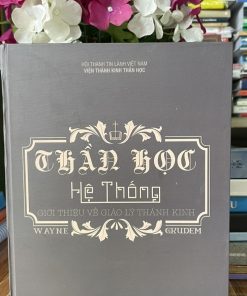 HỘI THÁNH TIN LÀNH VIỆT NAM
VIỆN THÁNH KINH THẦN HỌC
THẦN HỌC
Hệ Thống
GIỚI THIỆU VỀ GIÁO LÝ THÁNH KINH
WAYNE GRUDEM